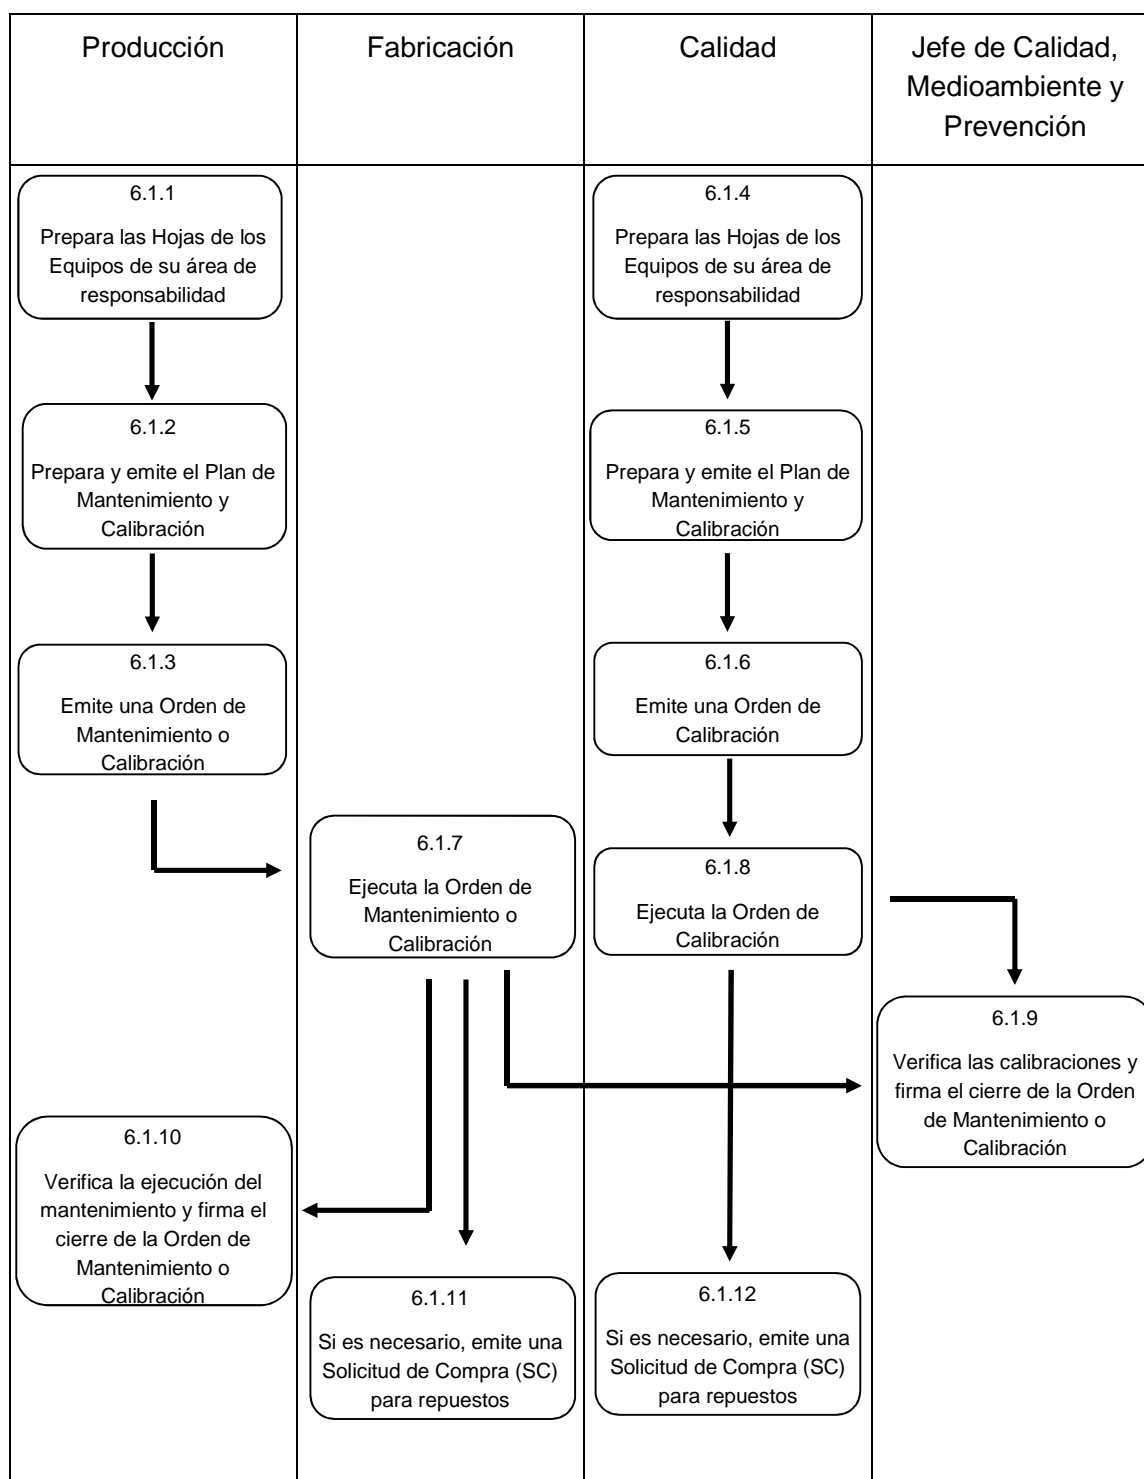 Producción
Fabricación
Calidad
Jefe de Calidad,
Medioambiente y
Prevención
6.1.1
Prepara las Hojas de los
Equipos de su área de
responsabilidad
6.1.4
Prepara las Hojas de los
Equipos de su área de
responsabilidad
6.1.2
Prepara y emite el Plan de
Mantenimiento y
Calibración
6.1.5
Prepara y emite el Plan de
Mantenimiento y
Calibración
6.1.3
Emite una Orden de
Mantenimiento o
Calibración
6.1.6
Emite una Orden de
Calibración
6.1.7
Ejecuta la Orden de
Mantenimiento o
Calibración
6.1.8
Ejecuta la Orden de
Calibración
6.1.9
Verifica las calibraciones y
firma el cierre de la Orden
de Mantenimiento o
Calibración
6.1.10
Verifica la ejecución del
mantenimiento y firma el
cierre de la Orden de
Mantenimiento o
Calibración
6.1.11
Si es necesario, emite una
Solicitud de Compra (SC)
para repuestos
6.1.12
Si es necesario, emite una
Solicitud de Compra (SC)
para repuestos